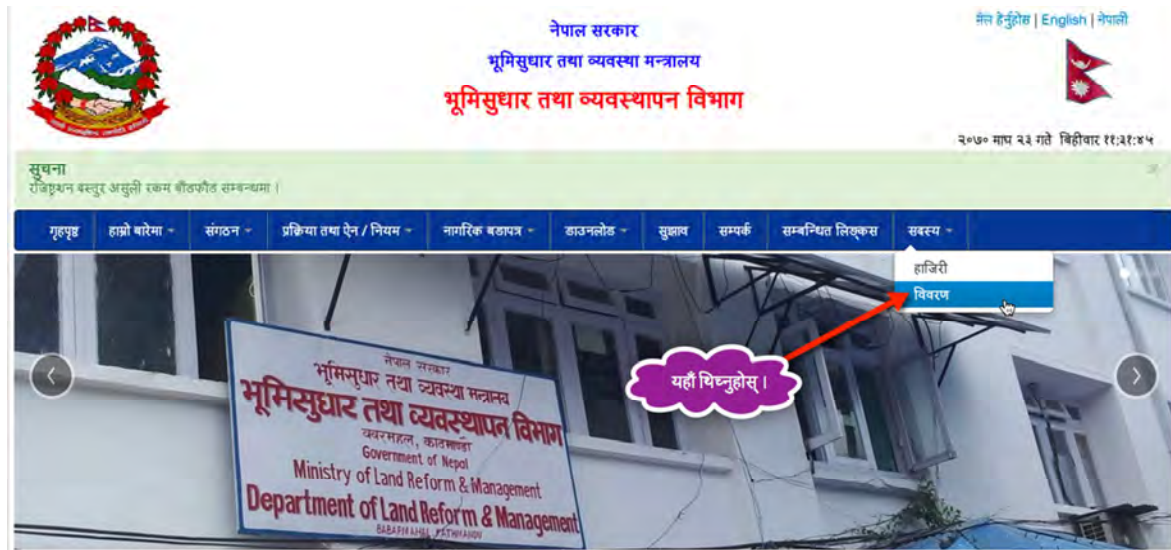 नेपाल सरकार
भूमिसुधार तथा व्यवस्था मन्त्रालय
भूमिसुधार तथा व्यवस्थापन विभाग
मेल हेर्नुहोस | English | नेपाली
२०७० माघ २३ गते बिहीवार ११:३१:४५
सुचना
रजिष्ट्रेशन दस्तुर असुली रकम बाँडफाँड सम्बन्धमा ।
गृहपृष्ठ हाम्रो बारेमा संगठन प्रक्रिया तथा ऐन / नियम नागरिक बडापत्र डाउनलोड सुझाव सम्पर्क सम्बन्धित लिङ्कस सदस्य
हाजिरी
विवरण
यहाँ थिच्नुहोस् ।
नेपाल सरकार
भूमिसुधार तथा व्यवस्था मन्त्रालय
भूमिसुधार तथा व्यवस्थापन विभाग
काठमाण्डौ
Government of Nepal
Ministry of Land Reform & Management
Department of Land Reform & Management
KATHMANDU